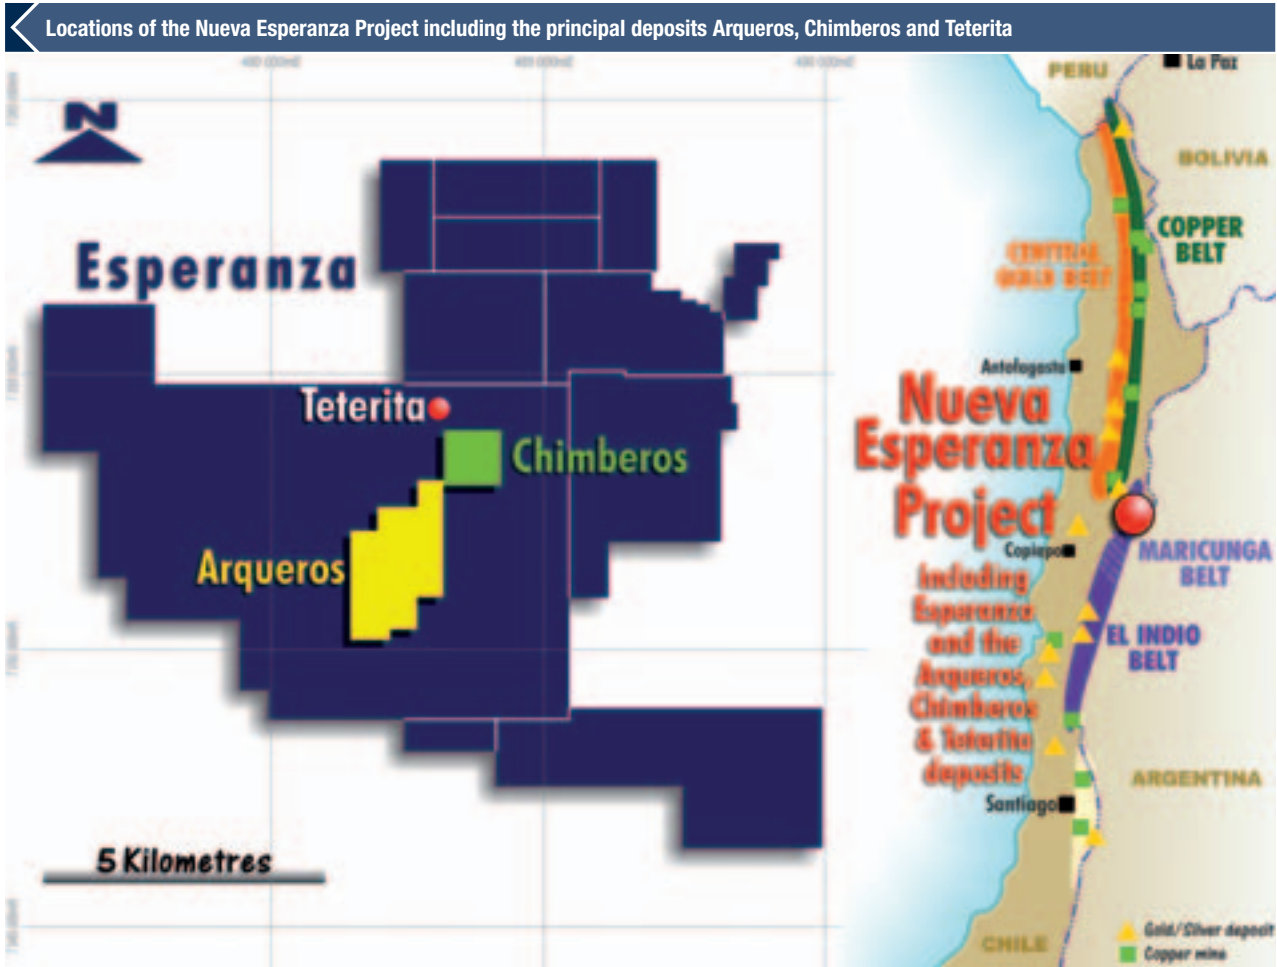 Locations of the Nueva Esperanza Project including the principal deposits Arqueros, Chimberos and Teterita
N
Esperanza
Teterita
Chimberos
Arqueros
5 Kilometres
PERU
La Paz
BOLIVIA
COPPER
BELT
CENTRAL
GOLD BELT
Antofagasta
Nueva
Esperanza
Project
Copiapo
MARICUNGA
BELT
Including
Esperanza
and the
Arqueros,
Chimberos
& Teterita
deposits
EL INDIO
BELT
ARGENTINA
Santiago
CHILE
Gold/Silver deposit
Copper mine